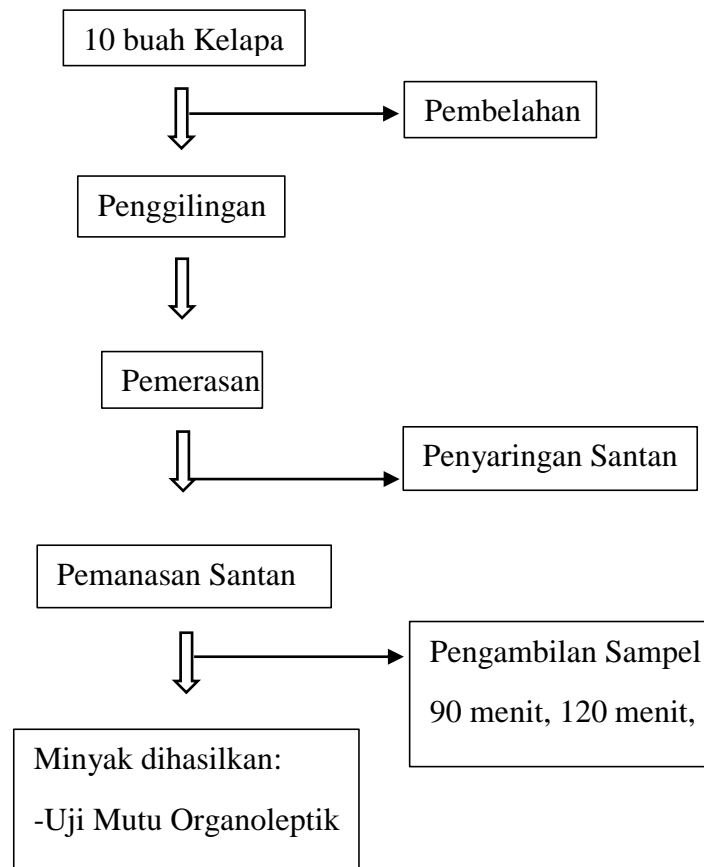 10 buah Kelapa
Pembelahan
Penggilingan
Pemerasan
Penyaringan Santan
Pemanasan Santan
Pengambilan Sampel
90 menit, 120 menit,
Minyak dihasilkan:
-Uji Mutu Organoleptik